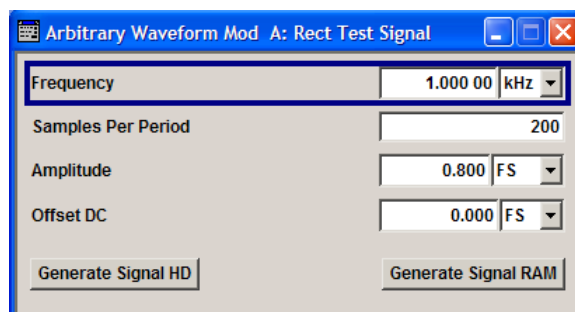 Arbitrary Waveform Mod A: Rect Test Signal
Frequency 1.000 00 kHz
Samples Per Period 200
Amplitude 0.800 FS
Offset DC 0.000 FS
Generate Signal HD Generate Signal RAM